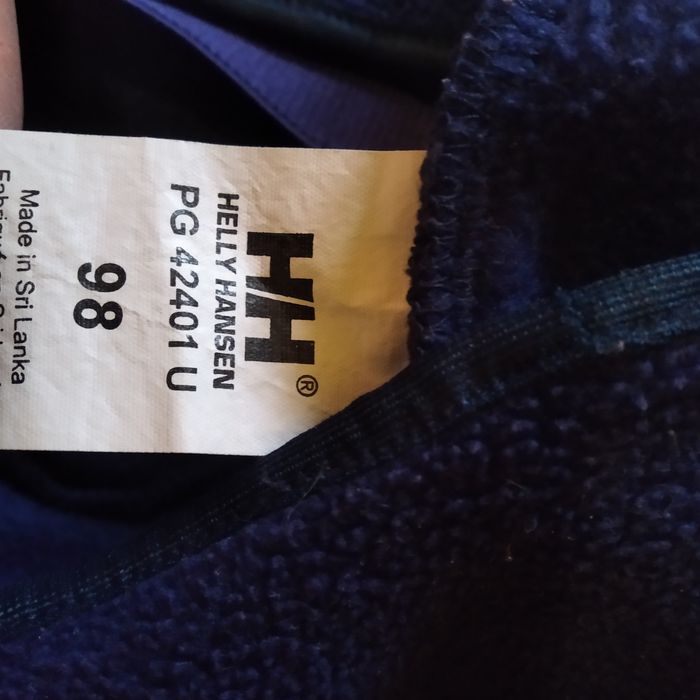 HH®
HELLY HANSEN
PG 42401 U
98
Made in Sri Lanka